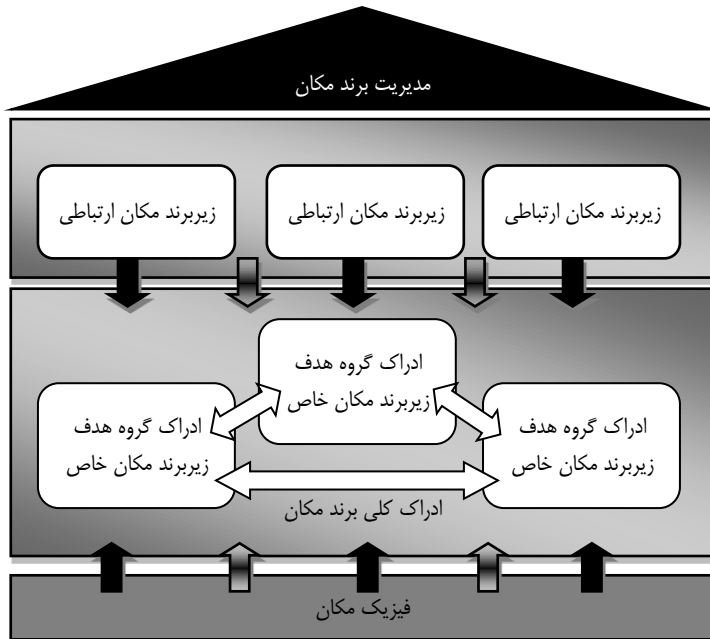 مدیریت برند مکان
زیربرند مکان ارتباطی
زیربرند مکان ارتباطی
زیربرند مکان ارتباطی
ادراک گروه هدف
زیربرند مکان خاص
ادراک گروه هدف
زیربرند مکان خاص
ادراک گروه هدف
زیربرند مکان خاص
ادراک کلی برند مکان
فیزیک مکان